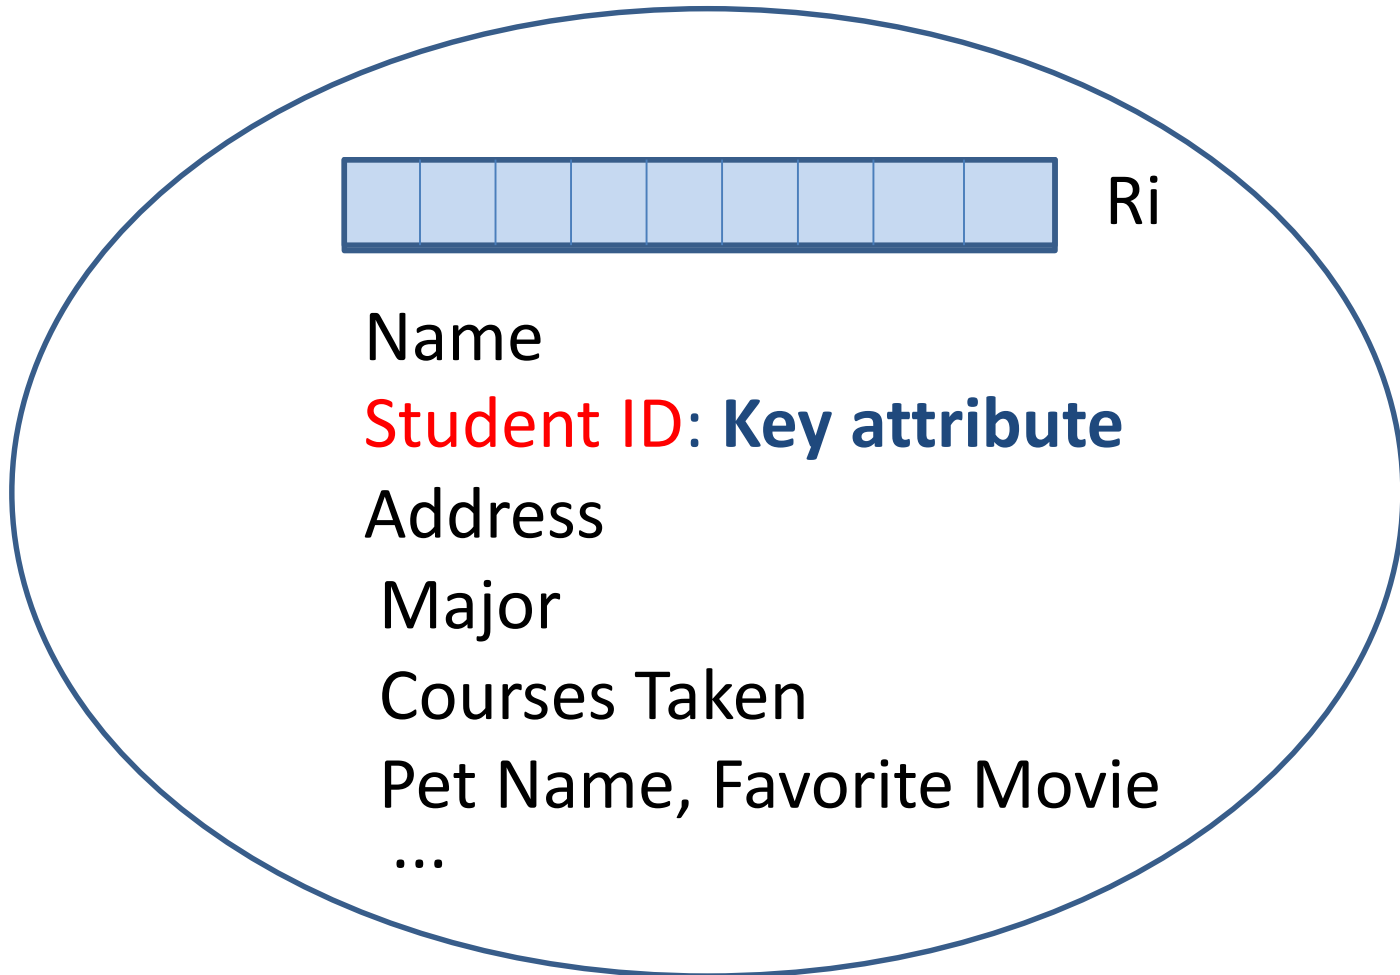 Ri
Name
Student ID: Key attribute
Address
Major
Courses Taken
Pet Name, Favorite Movie
...